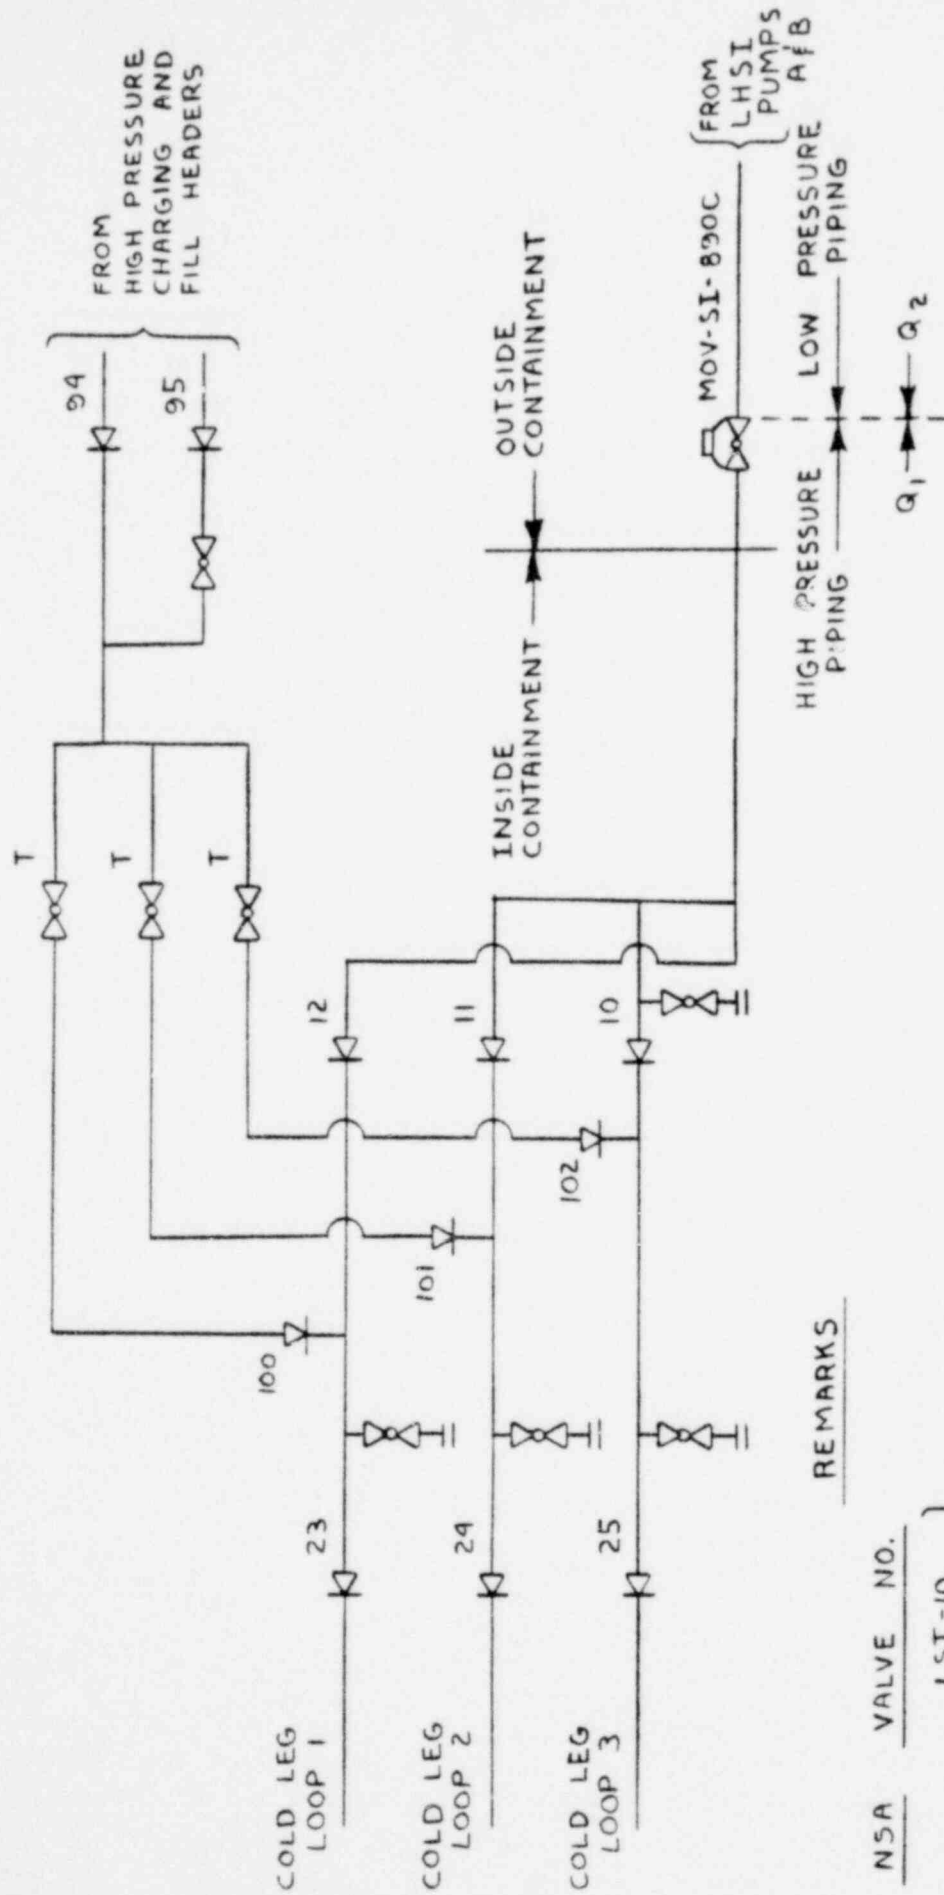 FROM
HIGH PRESSURE
CHARGING AND
FILL HEADERS
94
95
T
T
T
OUTSIDE
CONTAINMENT
INSIDE
CONTAINMENT
FROM
LHSI
PUMPS
A&B
MOV-SI-890C
HIGH PRESSURE
PIPING
LOW PRESSURE
PIPING
Q1
Q2
12
11
10
100
101
102
23
24
25
COLD LEG
LOOP 1
COLD LEG
LOOP 2
COLD LEG
LOOP 3
NSA
VALVE NO.
REMARKS